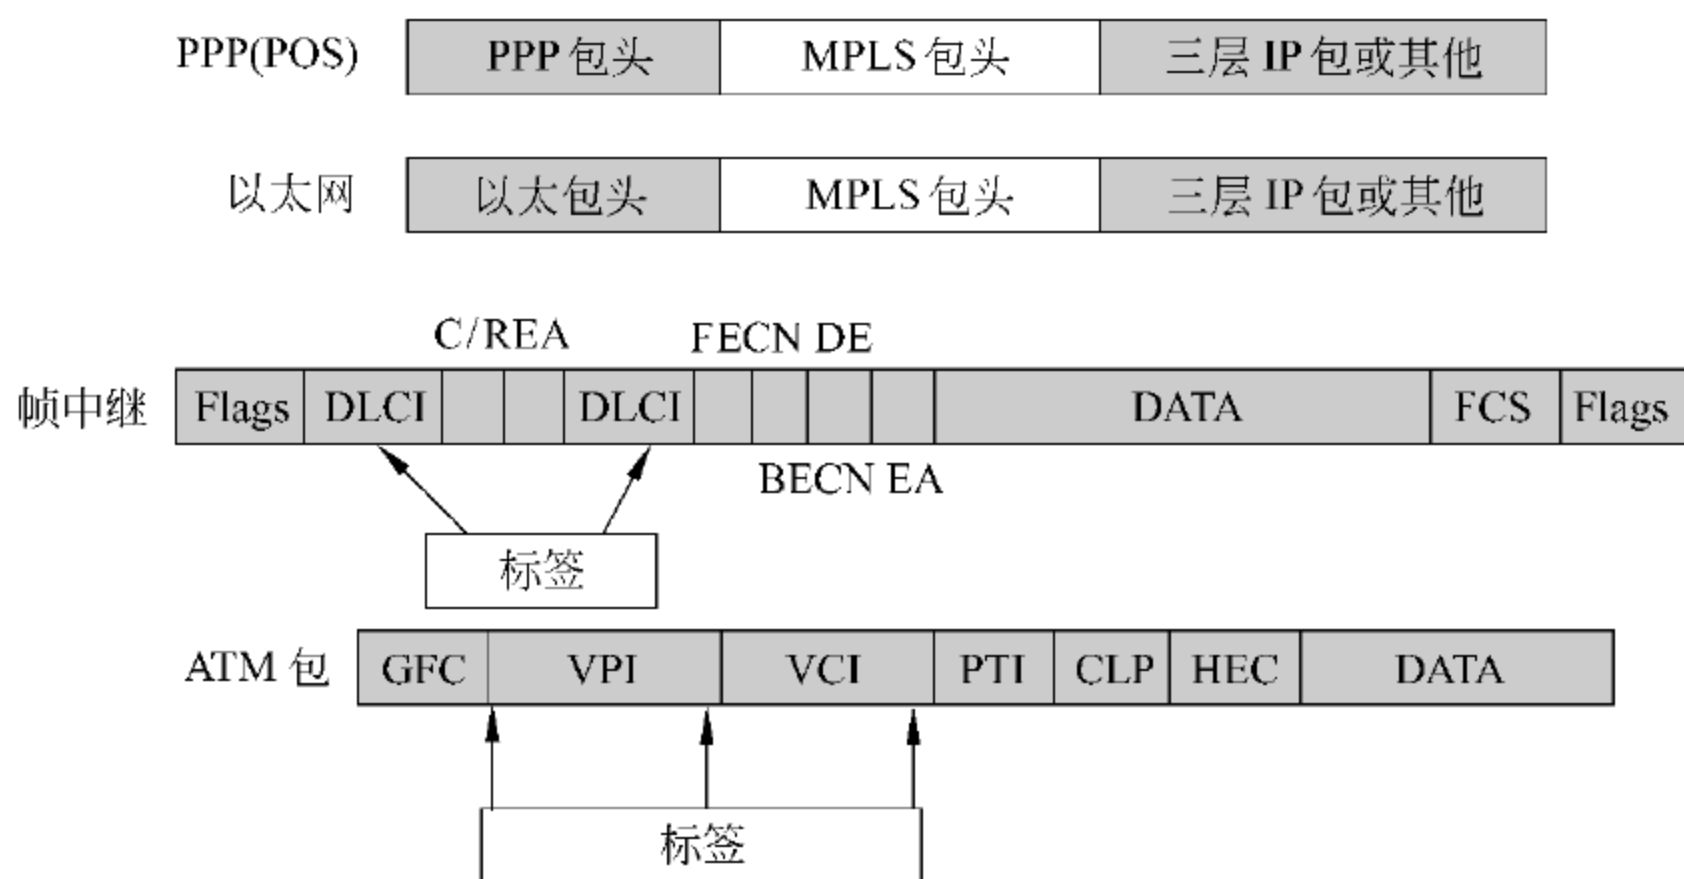 PPP(POS) PPP 包头 MPLS 包头 三层 IP 包或其他
以太网 以太包头 MPLS 包头 三层 IP 包或其他
C/REA FECN DE
帧中继 Flags DLCI DLCI DATA FCS Flags
BECN EA
标签
ATM 包 GFC VPI VCI PTI CLP HEC DATA
标签